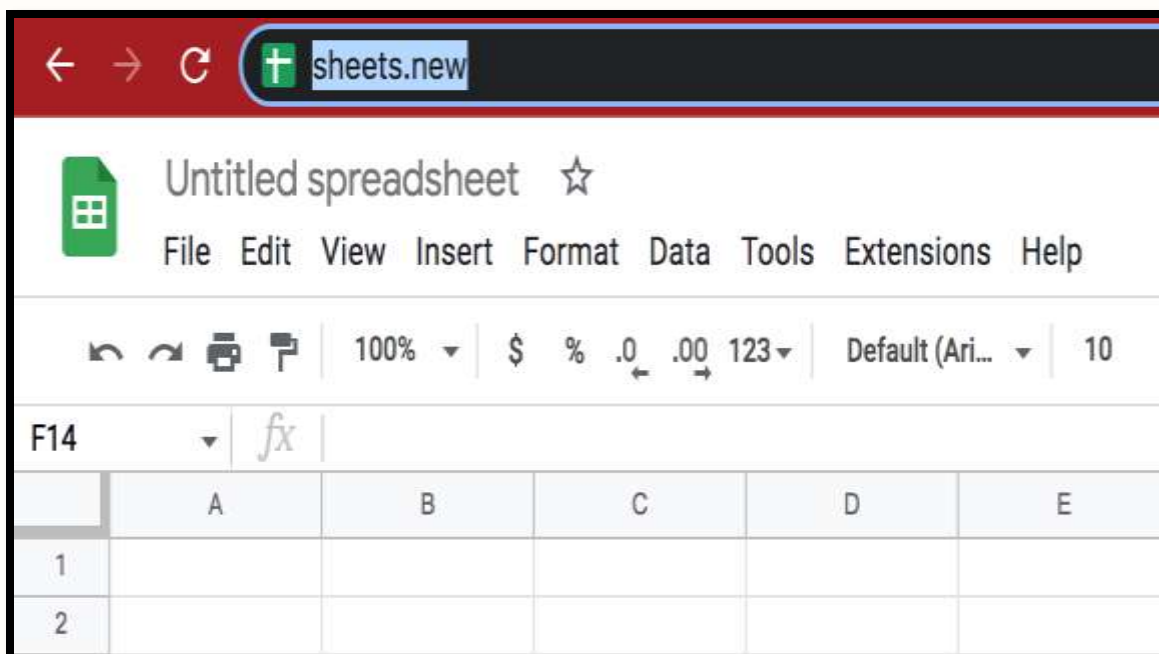 sheets.new
Untitled spreadsheet
File Edit View Insert Format Data Tools Extensions Help
100% $ % .0 .00 123 Default (Ari... 10
F14 fx
A B C D E
1
2